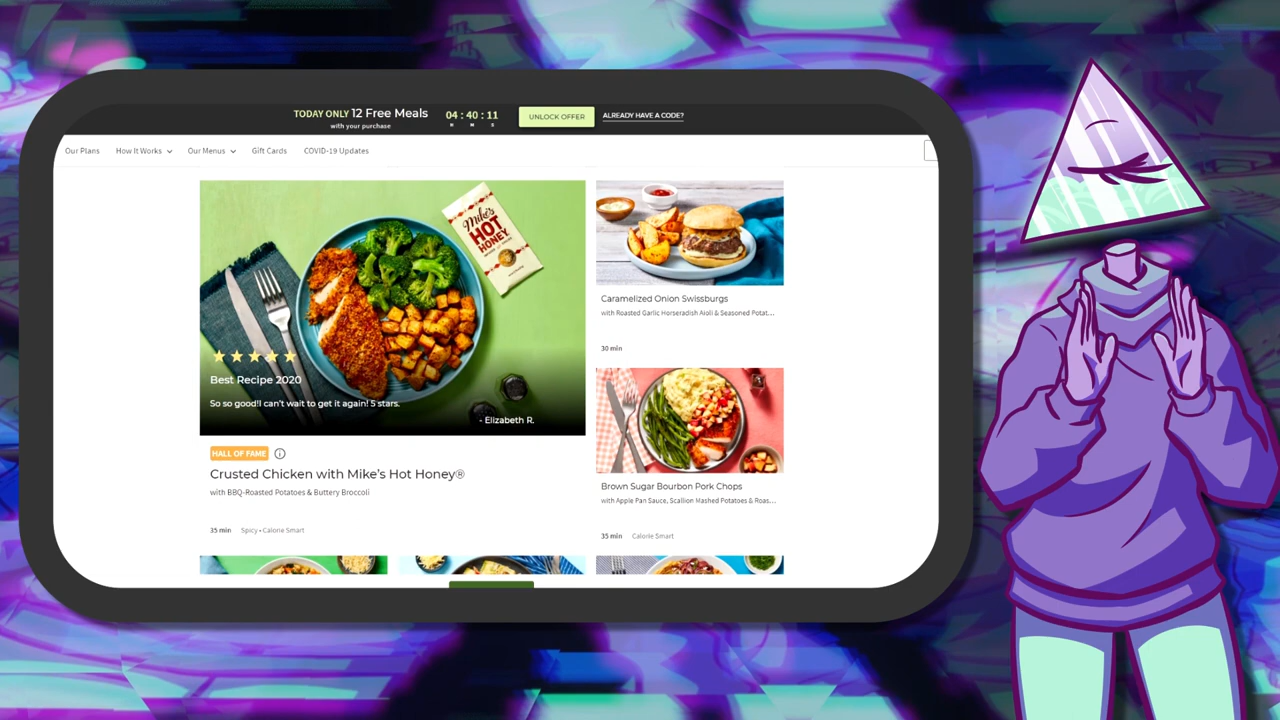 TODAY ONLY 12 Free Meals
with your purchase
04 : 40 : 11
H M S
UNLOCK OFFER
ALREADY HAVE A CODE?
Our Plans
How It Works
Our Menus
Gift Cards
COVID-19 Updates
Mike's
HOT
HONEY
Best Recipe 2020
So so good!I can't wait to get it again! 5 stars.
- Elizabeth R.
HALL OF FAME
Crusted Chicken with Mike's Hot Honey®
with BBQ-Roasted Potatoes & Buttery Broccoli
35 min Spicy • Calorie Smart
Caramelized Onion Swissburgs
with Roasted Garlic Horseradish Aioli & Seasoned Potat...
30 min
Brown Sugar Bourbon Pork Chops
with Apple Pan Sauce, Scallion Mashed Potatoes & Roas...
35 min Calorie Smart